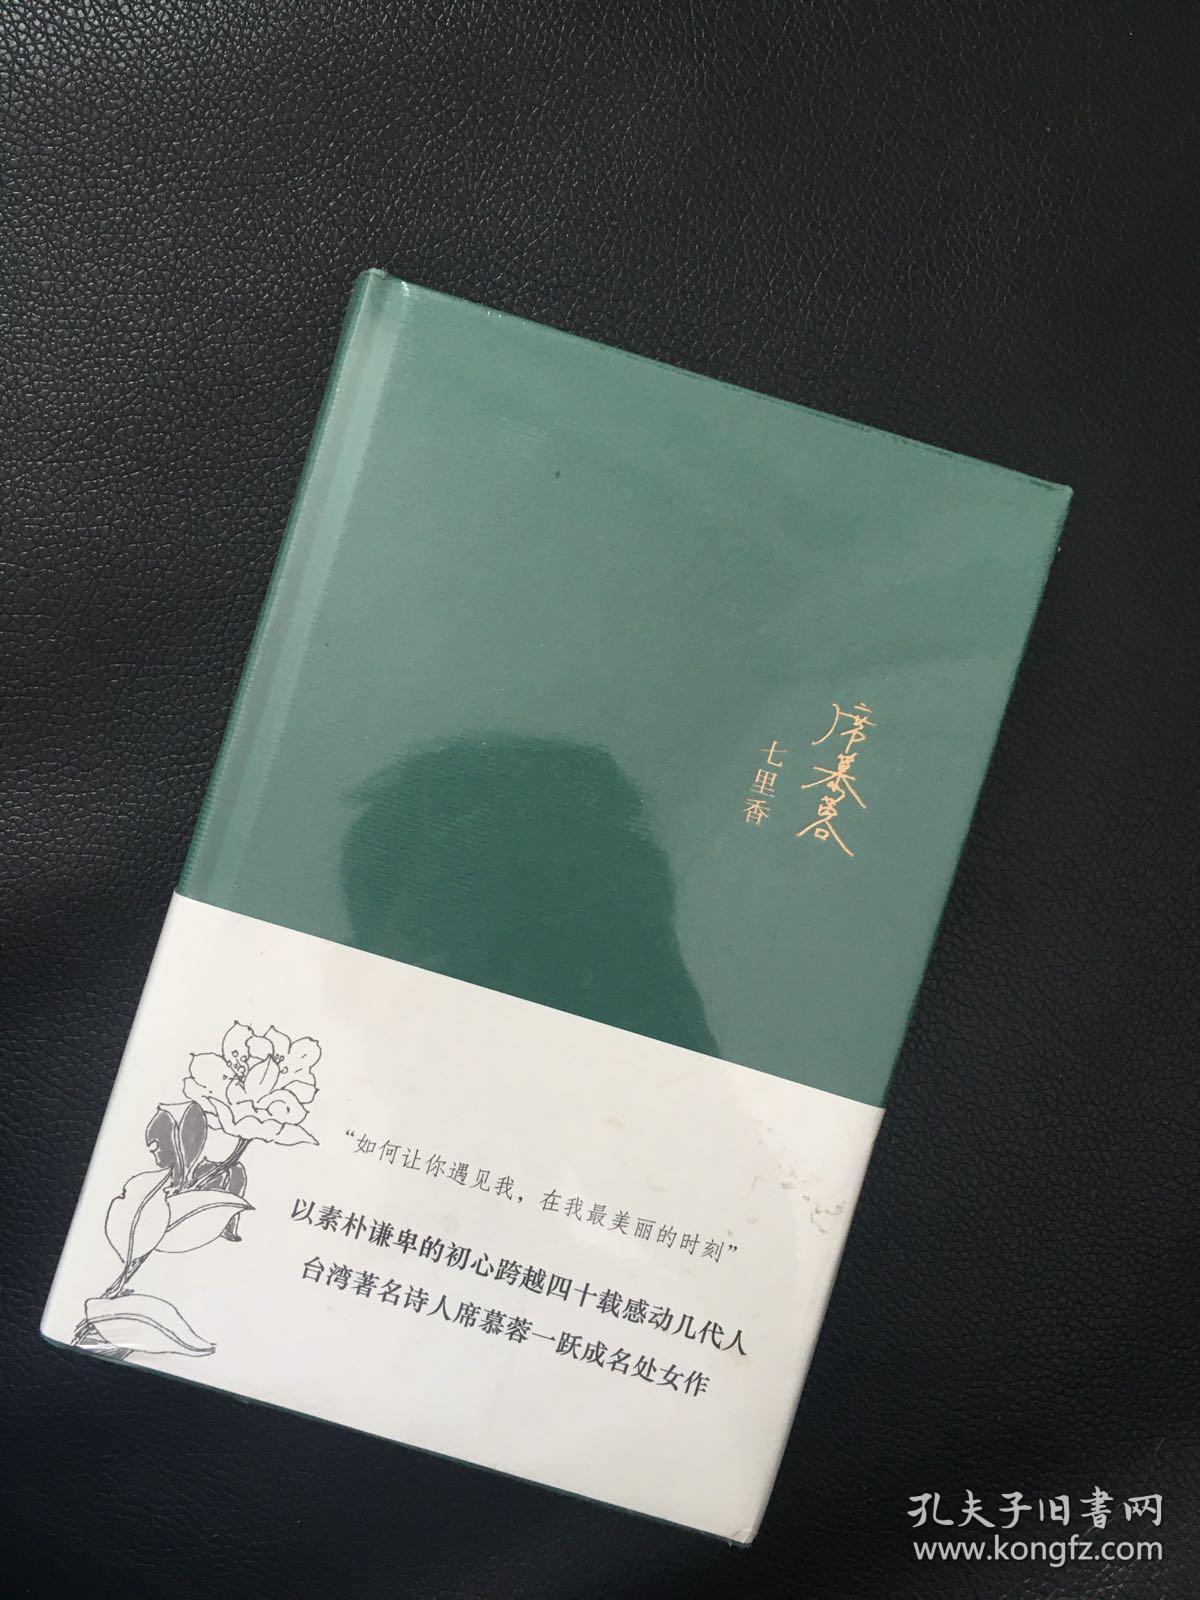 席慕蓉
七里香
“如何让你遇见我，在我最美丽的时刻”
以素朴谦卑的初心跨越四十载感动几代人
台湾著名诗人席慕蓉一跃成名处女作
孔夫子旧書网
www.kongfz.com